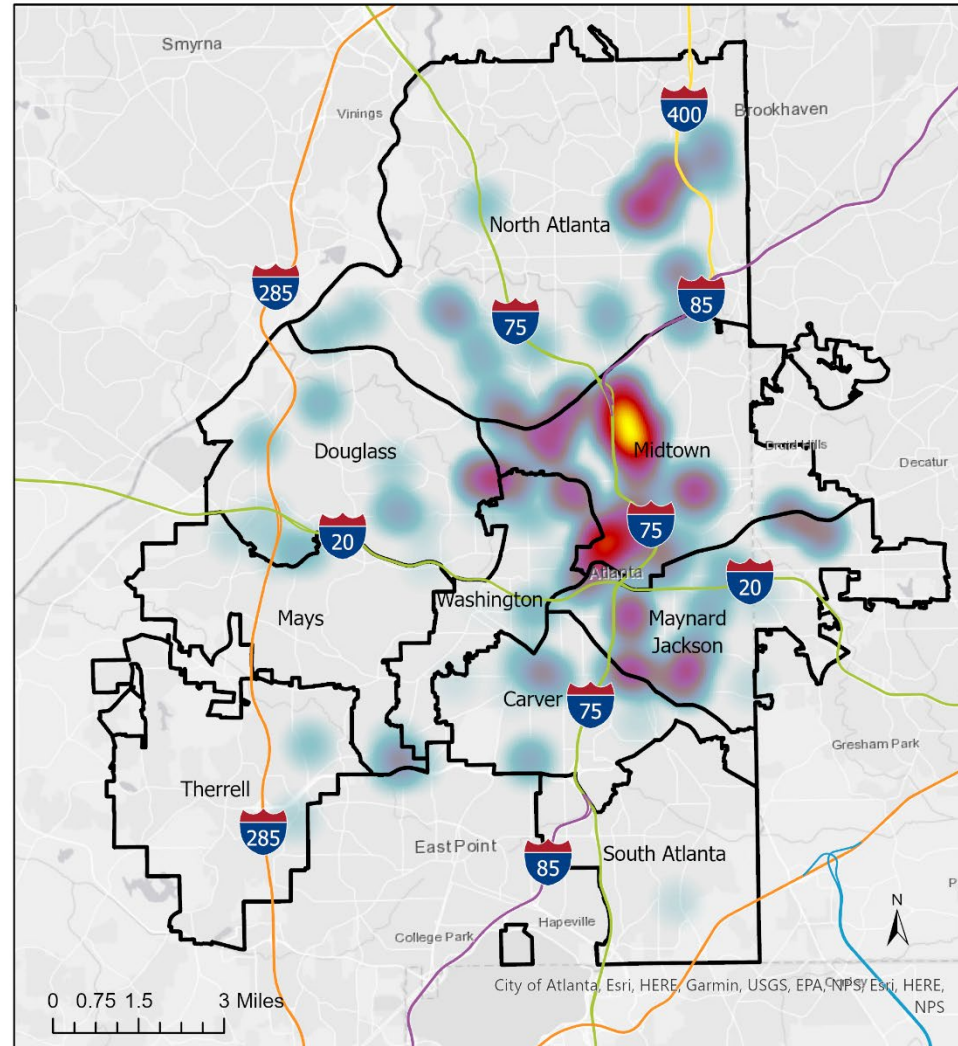 Smyrna
400
Brookhaven
Vinings
North Atlanta
285
85
75
Douglass
Midtown
Druid Hills
Decatur
75
20
Atlanta
20
Washington
Mays
Maynard
Jackson
Carver
75
Gresham Park
Therrell
285
East Point
85
South Atlanta
N
Hapeville
College Park
City of Atlanta, Esri, HERE, Garmin, USGS, EPA, NPS, Esri, HERE,
NPS
0 0.75 1.5 3 Miles